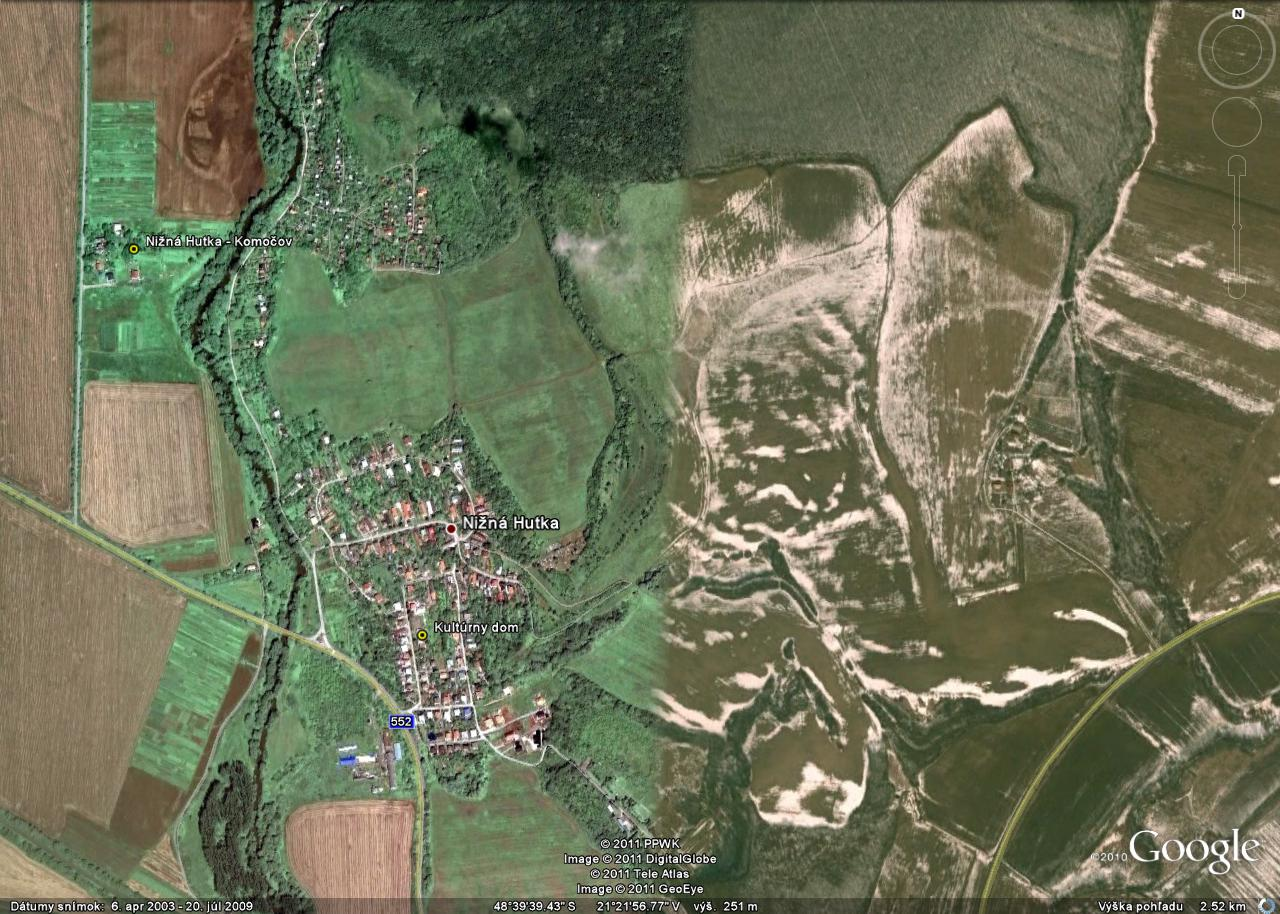 N
Nižná Hutka - Komočov
Nižná Hutka
Kultúrny dom
552
© 2011 PPWK
Image © 2011 DigitalGlobe
© 2011 Tele Atlas
Image © 2011 GeoEye
©2010 Google
Dátumy snímok: 6. apr 2003 - 20. júl 2009 48°39'39.43" S 21°21'56.77" V výš. 251 m Výška pohľadu 2.52 km